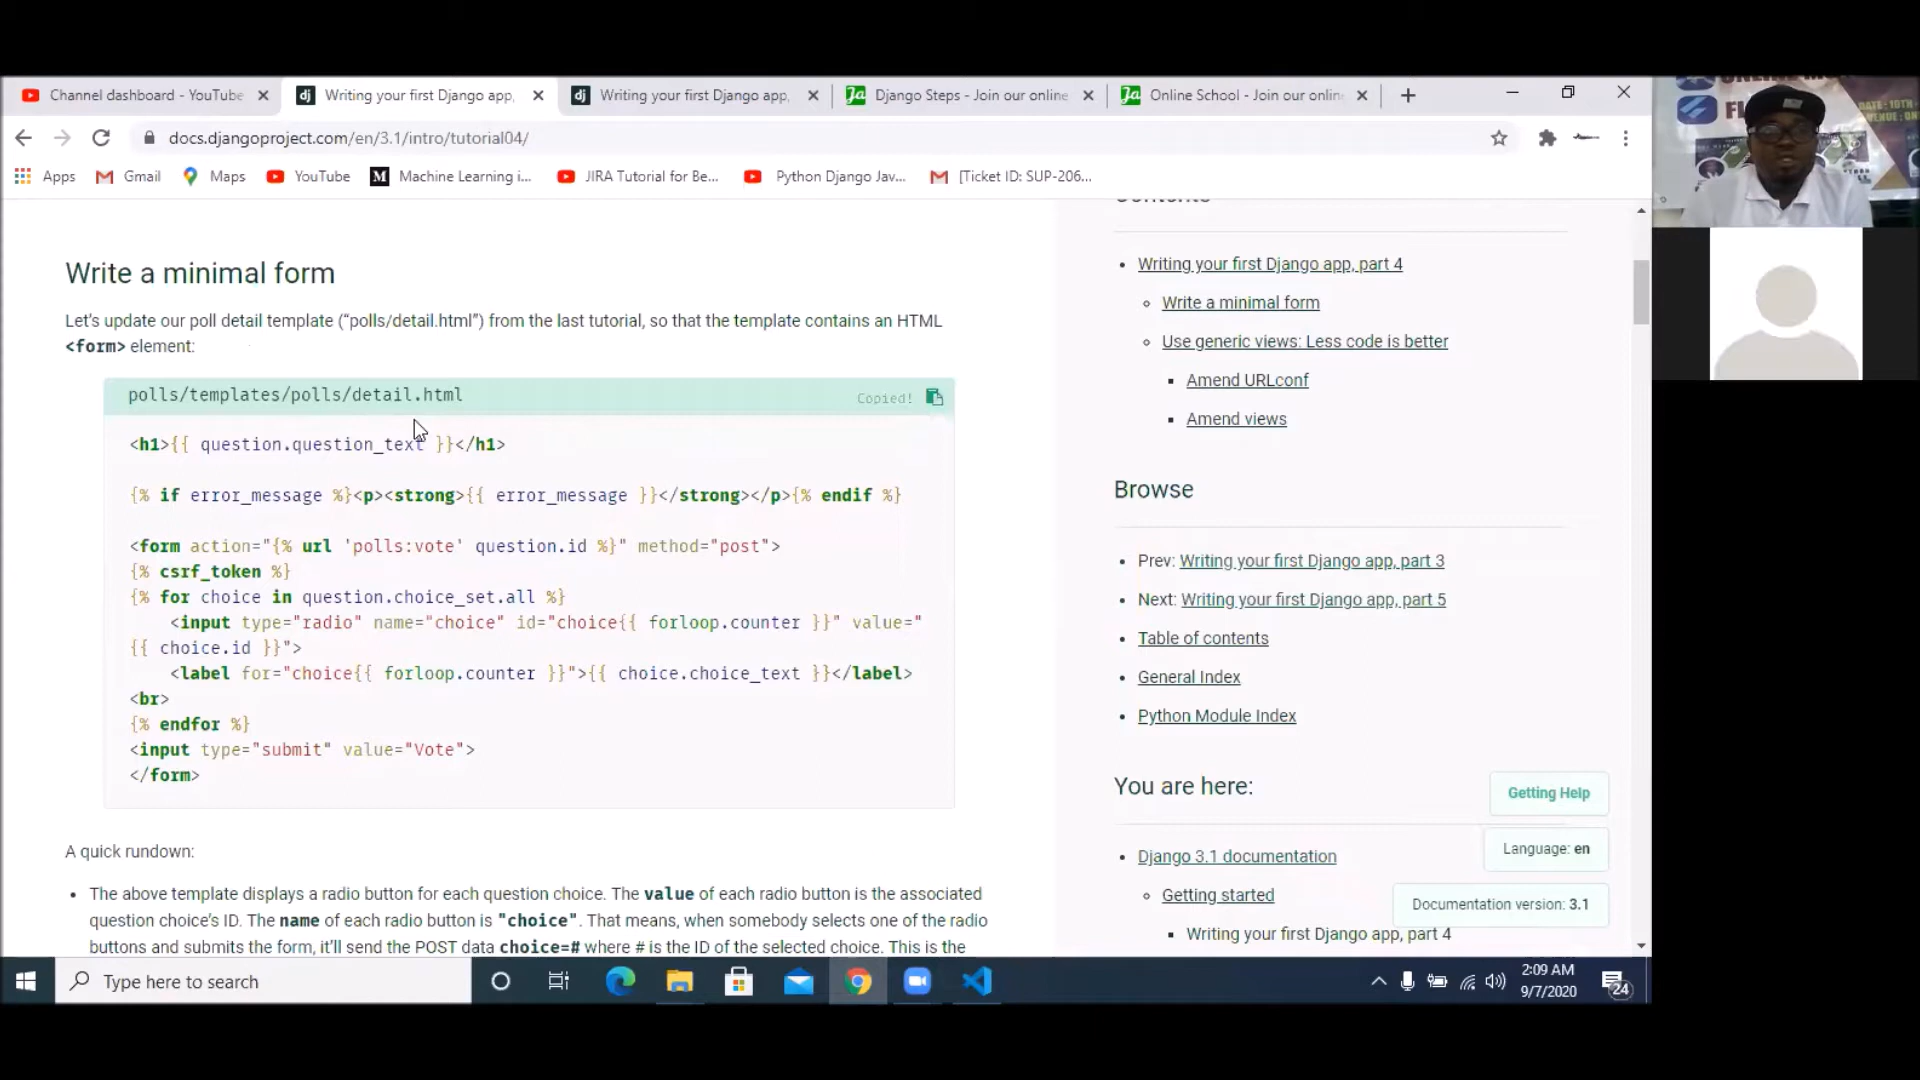 Channel dashboard - YouTube
Writing your first Django app,
Writing your first Django app,
Django Steps - Join our online
Online School - Join our onlin
docs.djangoproject.com/en/3.1/intro/tutorial04/
Apps
Gmail
Maps
YouTube
Machine Learning i...
JIRA Tutorial for Be...
Python Django Jav...
[Ticket ID: SUP-206...
Write a minimal form
Let's update our poll detail template ("polls/detail.html") from the last tutorial, so that the template contains an HTML
<form> element:
polls/templates/polls/detail.html
Copied!
<h1>{{ question.question_text }}</h1>
{% if error_message %}<p><strong>{{ error_message }}</strong></p>{% endif %}
<form action="{% url 'polls:vote' question.id %}" method="post">
{% csrf_token %}
{% for choice in question.choice_set.all %}
<input type="radio" name="choice" id="choice{{ forloop.counter }}" value="
{{ choice.id }}">
<label for="choice{{ forloop.counter }}">{{ choice.choice_text }}</label>
<br>
{% endfor %}
<input type="submit" value="Vote">
</form>
A quick rundown:
• The above template displays a radio button for each question choice. The value of each radio button is the associated
question choice's ID. The name of each radio button is "choice". That means, when somebody selects one of the radio
buttons and submits the form, it'll send the POST data choice=# where # is the ID of the selected choice. This is the
Contents
• Writing your first Django app, part 4
Write a minimal form
Use generic views: Less code is better
Amend URLconf
Amend views
Browse
• Prev: Writing your first Django app, part 3
• Next: Writing your first Django app, part 5
• Table of contents
• General Index
• Python Module Index
You are here:
• Django 3.1 documentation
Getting started
Writing your first Django app, part 4
Getting Help
Language: en
Documentation version: 3.1
Type here to search
2:09 AM
9/7/2020
24